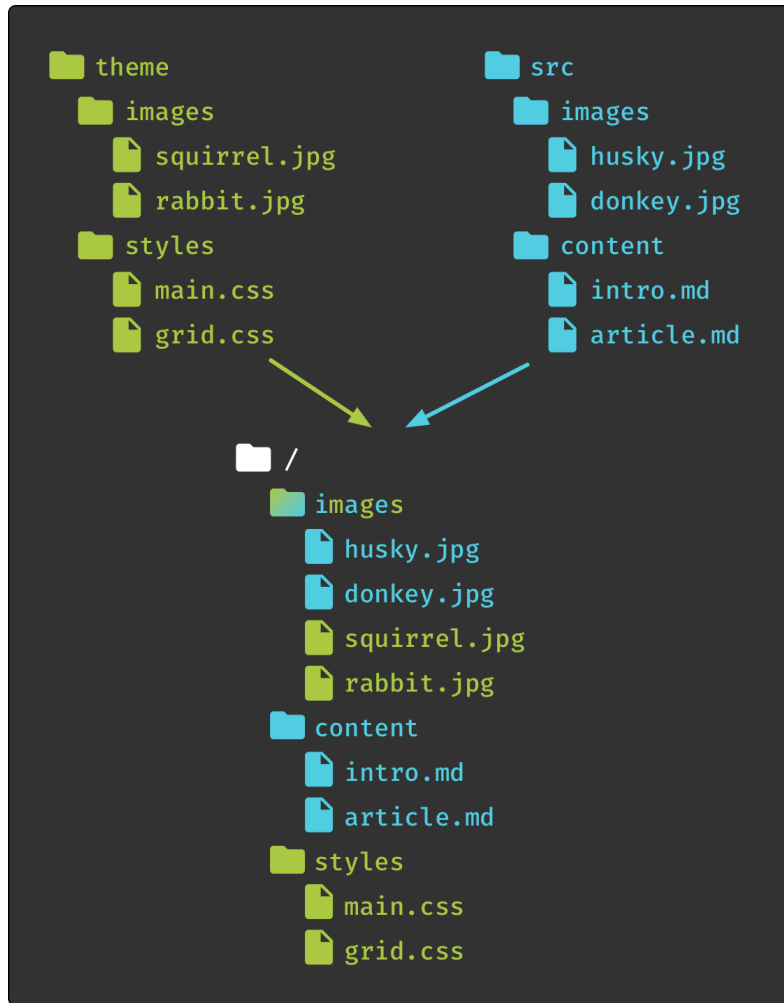 theme
images
squirrel.jpg
rabbit.jpg
styles
main.css
grid.css
src
images
husky.jpg
donkey.jpg
content
intro.md
article.md
/
images
husky.jpg
donkey.jpg
squirrel.jpg
rabbit.jpg
content
intro.md
article.md
styles
main.css
grid.css